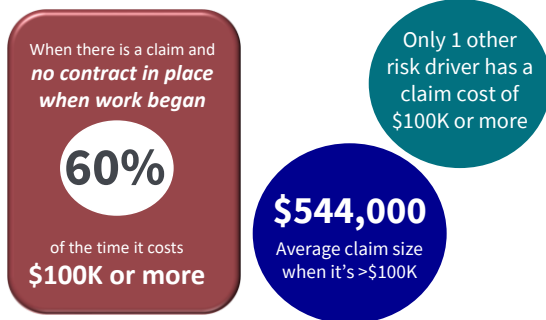 When there is a claim and
no contract in place
when work began
60%
of the time it costs
$100K or more
Only 1 other
risk driver has a
claim cost of
$100K or more
$544,000
Average claim size
when it's >$100K